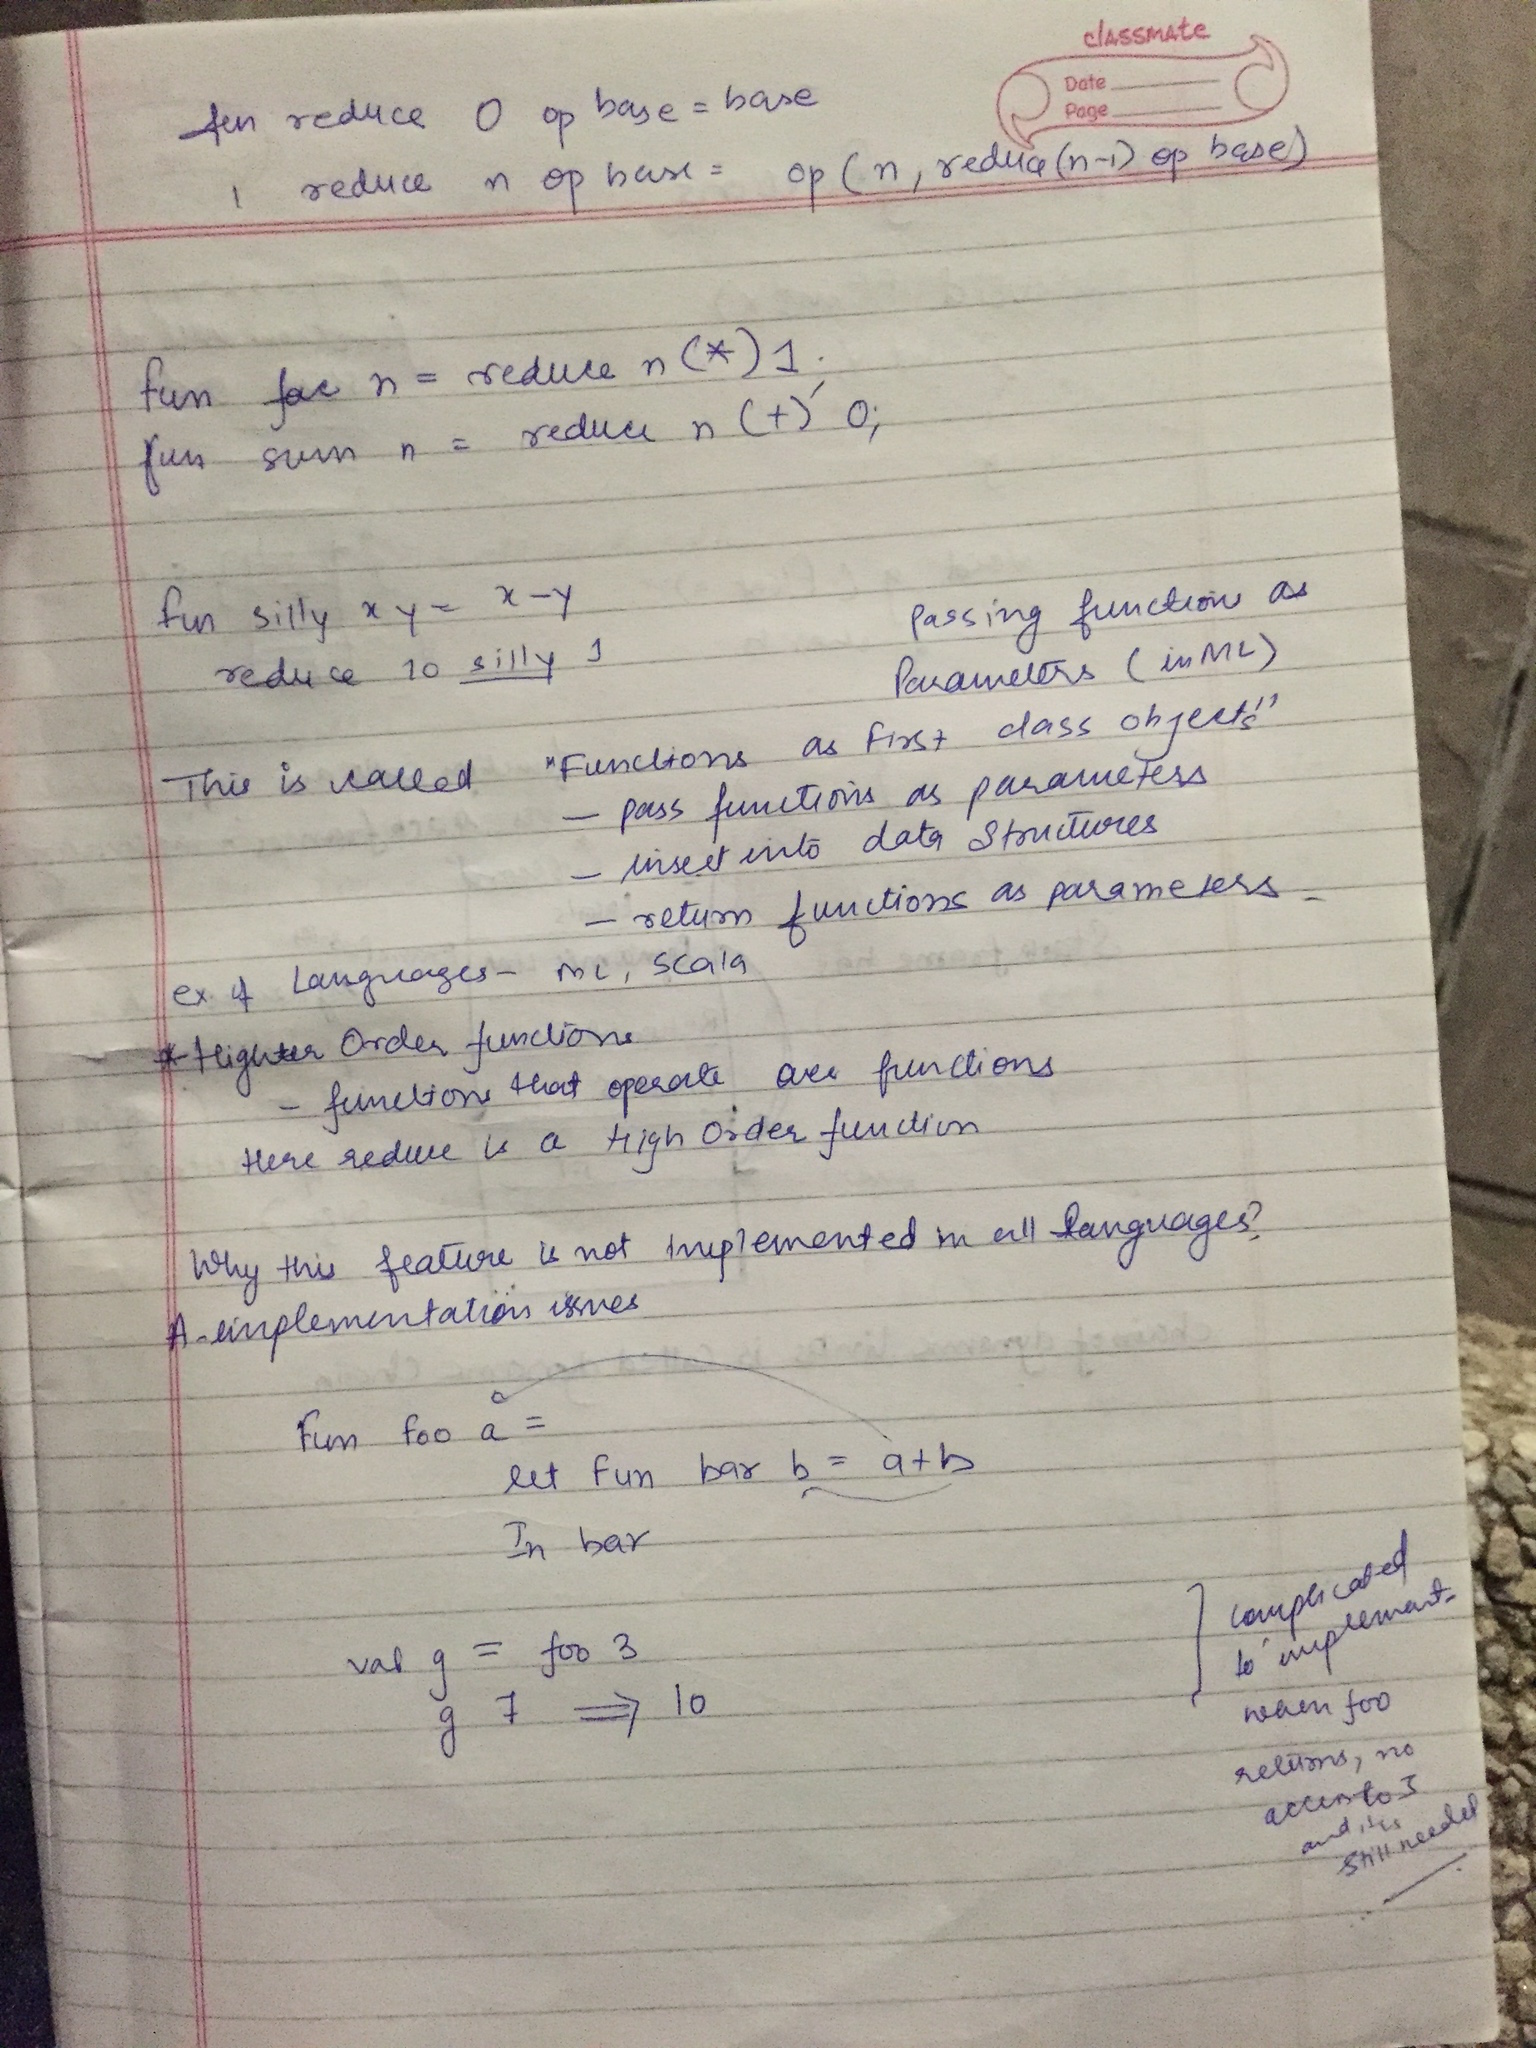 classmate
Date
Page
fun reduce 0 op base = base
| reduce n op base = op (n, reduce (n-1) op base)
fun fac n = reduce n (*) 1;
fun sum n = reduce n (+) 0;
fun silly x y = x-y
reduce 10 silly 1
Passing function as
Parameters (in ML)
This is called "Functions as First class objects"
- pass functions as parameters
- insert into data structures
- return functions as parameters -
ex of Languages - ML, Scala
* Higher Order functions
- functions that operate over functions
Here reduce is a High Order function
Why this feature is not implemented in all languages?
A - implementation issues
Fun foo a =
let fun bar b = a+b
In bar
val g = foo 3
g 7 ⟹ 10
complicated
to implement
when foo
returns, no
access to 3
and it is
still needed